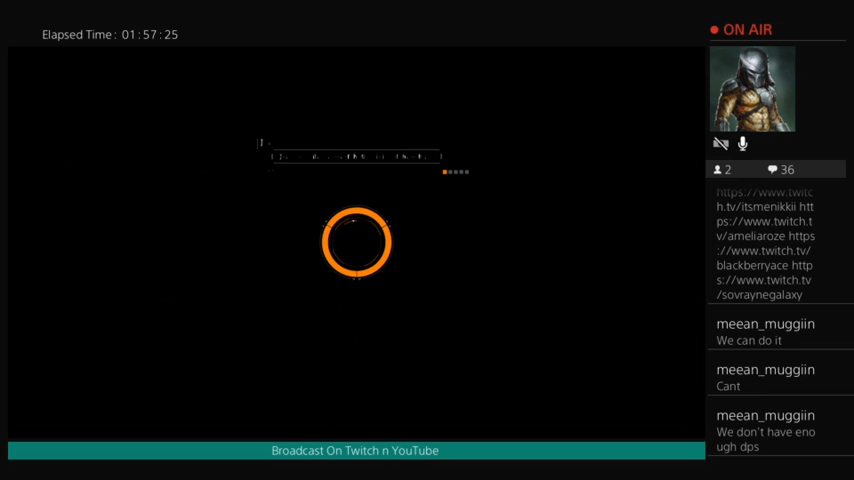 Elapsed Time: 01:57:25
ON AIR
2
36
https://www.twitc
h.tv/itsmenikkii htt
ps://www.twitch.t
v/ameliaroze https
://www.twitch.tv/
blackberryace http
s://www.twitch.tv
/sovraynegalaxy
meean_muggiin
We can do it
meean_muggiin
Cant
meean_muggiin
We don't have eno
ugh dps
Broadcast On Twitch n YouTube